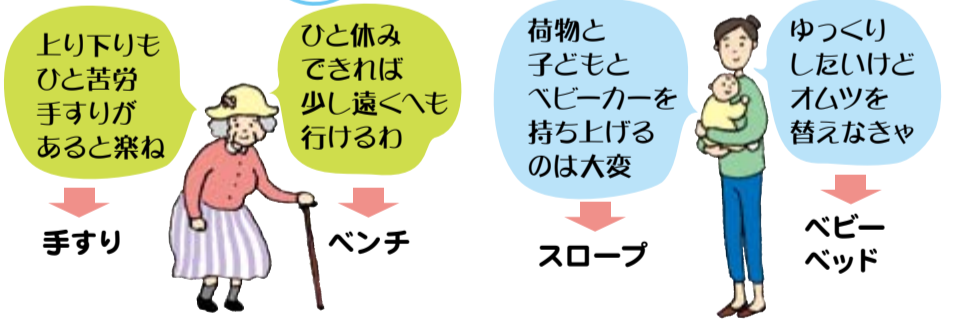 上り下りも
ひと苦労
手すりが
あると楽ね
手すり
ひと休み
できれば
少し遠くへも
行けるわ
ベンチ
荷物と
子どもと
ベビーカーを
持ち上げる
のは大変
スロープ
ゆっくり
したいけど
オムツを
替えなきゃ
ベビー
ベッド